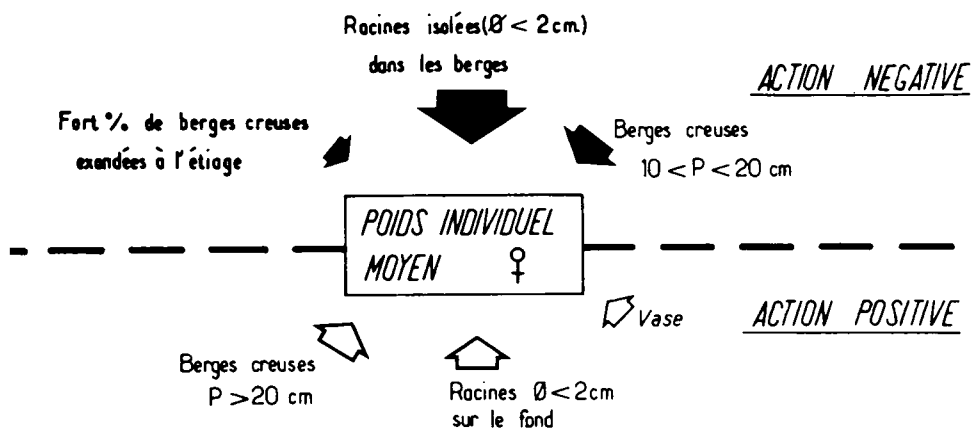 Racines isolées(Ø < 2cm.)
dans les berges
ACTION NEGATIVE
Fort % de berges creuses
exondées à l'étiage
Berges creuses
10 < P < 20 cm
POIDS INDIVIDUEL
MOYEN ♀
Vase
ACTION POSITIVE
Berges creuses
P > 20 cm
Racines Ø < 2cm
sur le fond